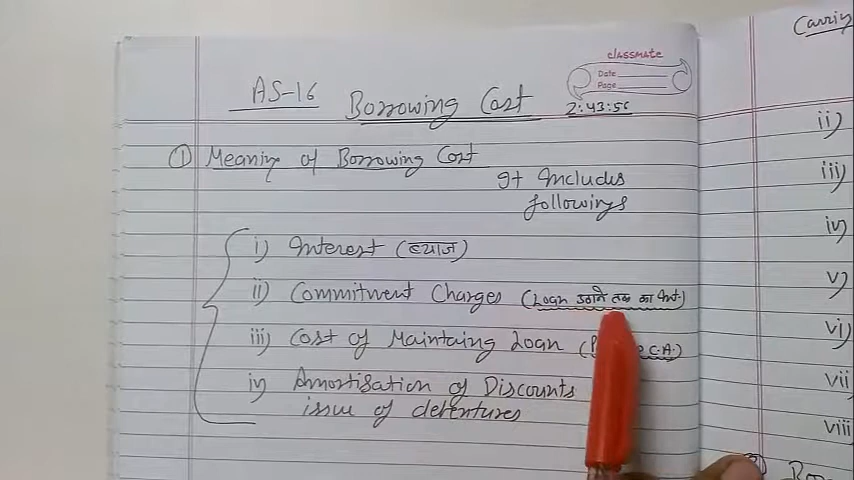 classmate
Date
Page
AS-16 Borrowing Cost
2:43:56
① Meaning of Borrowing Cost
It Includes
followings
i) Interest (ब्याज)
ii) Commitment Charges (Loan उठाने तक का Int.)
iii) Cost of Maintaing Loan ( C.A.)
iv) Amortisation of Discounts
issue of debentures
Carryin
ii)
iii)
iv)
v)
vi)
vii
viii